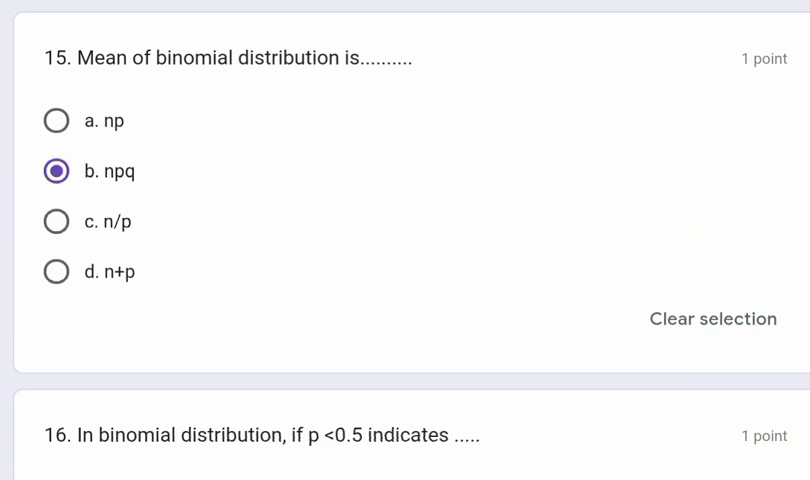 15. Mean of binomial distribution is..........
1 point
a. np
b. npq
c. n/p
d. n+p
Clear selection
16. In binomial distribution, if p <0.5 indicates .....
1 point